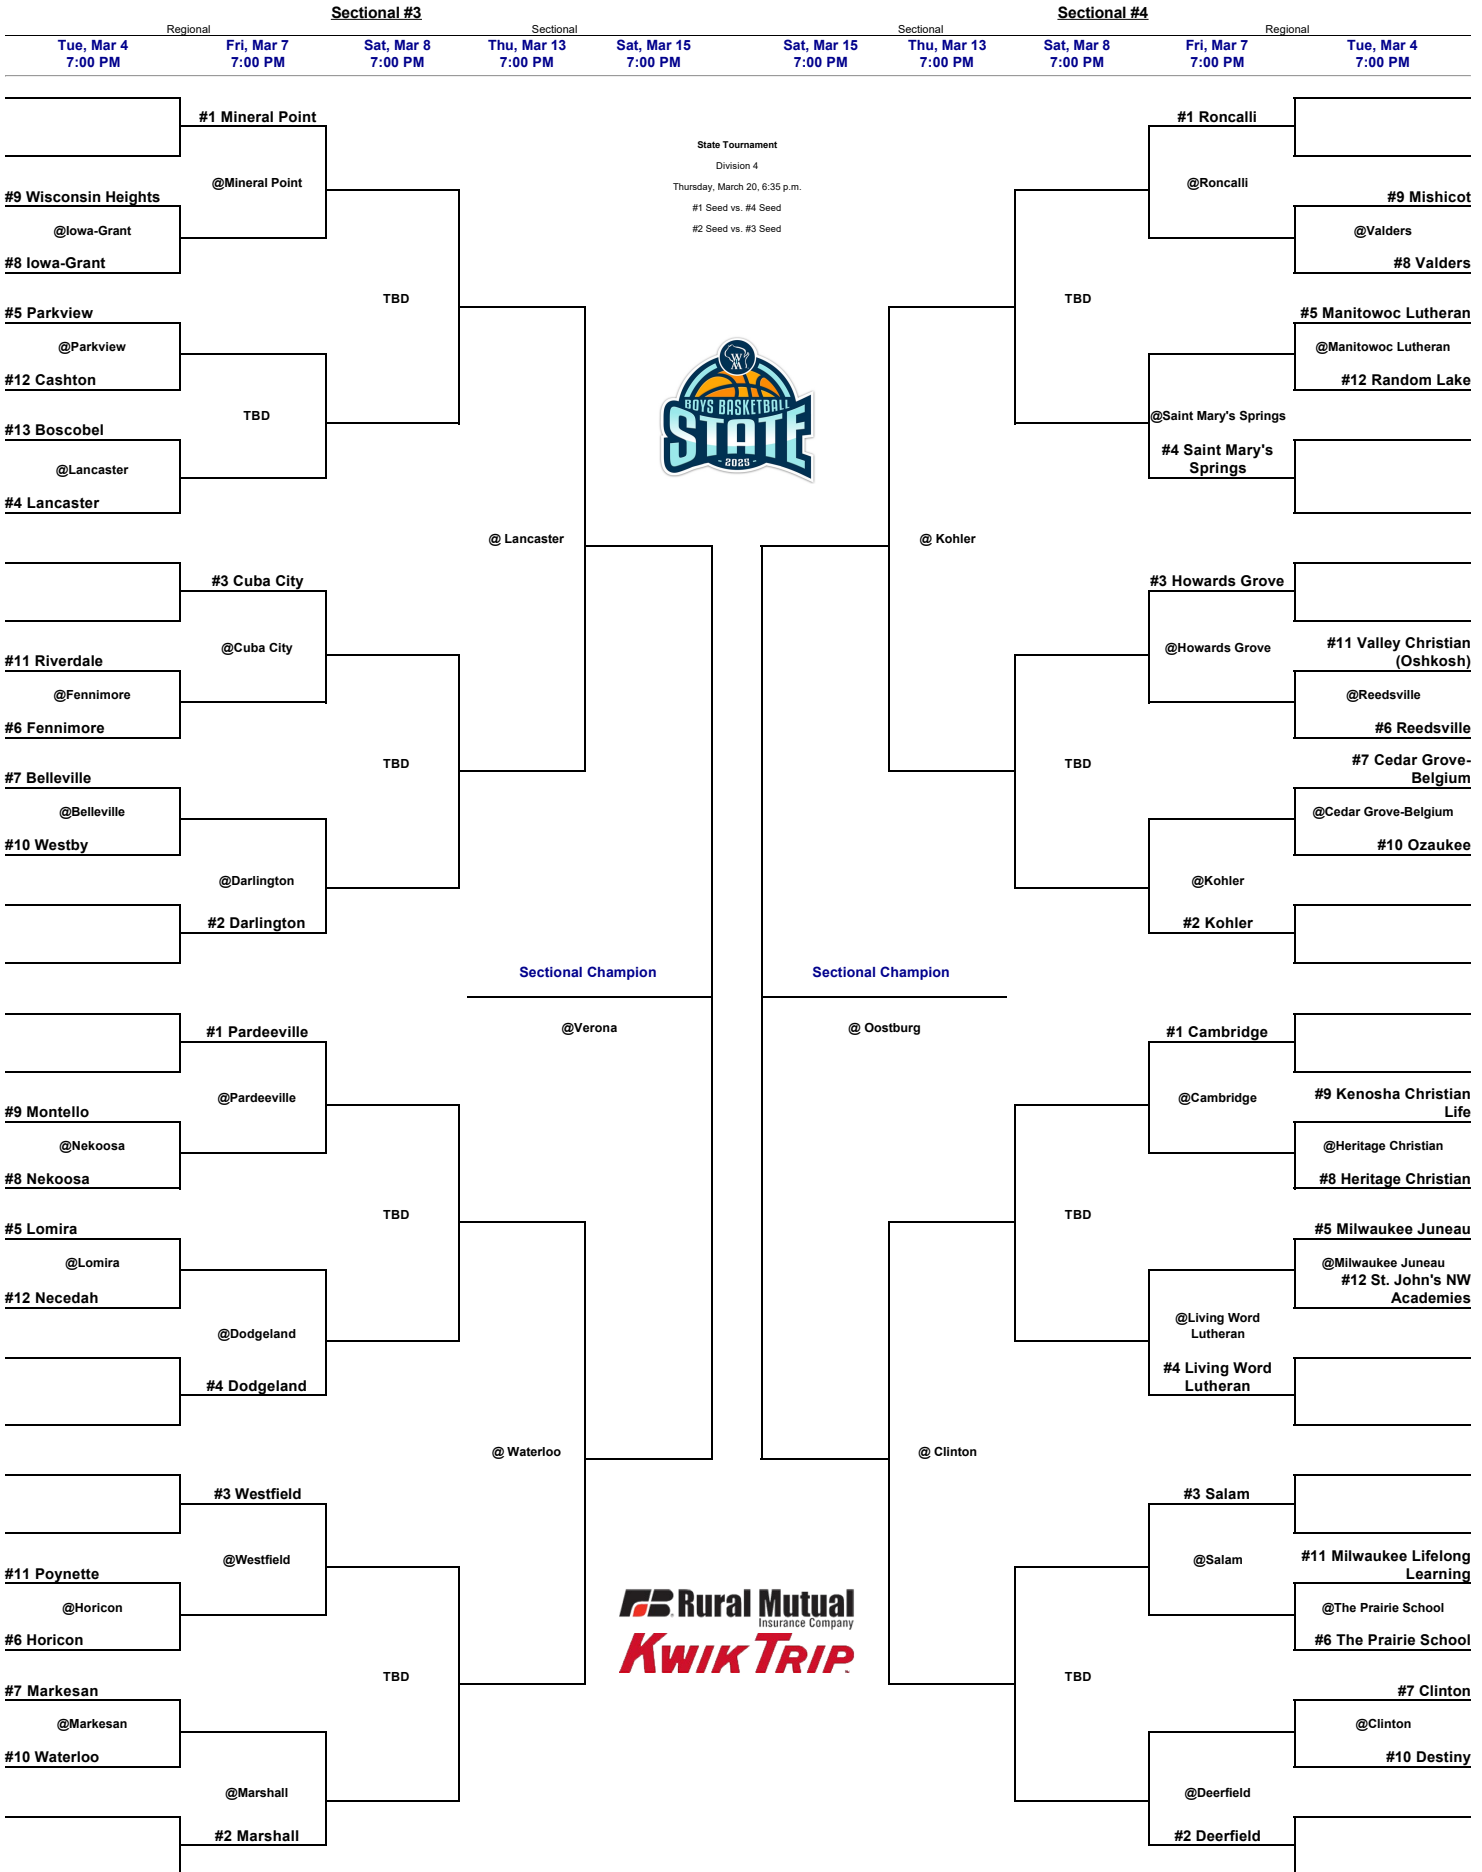 Sectional #3
Sectional #4
Regional
Sectional
Sectional
Regional
Tue, Mar 4
7:00 PM
Fri, Mar 7
7:00 PM
Sat, Mar 8
7:00 PM
Thu, Mar 13
7:00 PM
Sat, Mar 15
7:00 PM
Sat, Mar 15
7:00 PM
Thu, Mar 13
7:00 PM
Sat, Mar 8
7:00 PM
Fri, Mar 7
7:00 PM
Tue, Mar 4
7:00 PM
#1 Mineral Point
@Mineral Point
#9 Wisconsin Heights
@Iowa-Grant
#8 Iowa-Grant
TBD
#5 Parkview
@Parkview
#12 Cashton
TBD
#13 Boscobel
@Lancaster
#4 Lancaster
@ Lancaster
#3 Cuba City
@Cuba City
#11 Riverdale
@Fennimore
#6 Fennimore
TBD
#7 Belleville
@Belleville
#10 Westby
@Darlington
#2 Darlington
Sectional Champion
@Verona
#1 Pardeeville
@Pardeeville
#9 Montello
@Nekoosa
#8 Nekoosa
TBD
#5 Lomira
@Lomira
#12 Necedah
@Dodgeland
#4 Dodgeland
@ Waterloo
#3 Westfield
@Westfield
#11 Poynette
@Horicon
#6 Horicon
TBD
#7 Markesan
@Markesan
#10 Waterloo
@Marshall
#2 Marshall
State Tournament
Division 4
Thursday, March 20, 6:35 p.m.
#1 Seed vs. #4 Seed
#2 Seed vs. #3 Seed
BOYS BASKETBALL
STATE
- 2025 -
Rural Mutual
Insurance Company
KWIK TRIP
#1 Roncalli
@Roncalli
#9 Mishicot
@Valders
#8 Valders
TBD
#5 Manitowoc Lutheran
@Manitowoc Lutheran
#12 Random Lake
@Saint Mary's Springs
#4 Saint Mary's
Springs
@ Kohler
#3 Howards Grove
@Howards Grove
#11 Valley Christian
(Oshkosh)
@Reedsville
#6 Reedsville
TBD
#7 Cedar Grove-
Belgium
@Cedar Grove-Belgium
#10 Ozaukee
@Kohler
#2 Kohler
Sectional Champion
@ Oostburg
#1 Cambridge
@Cambridge
#9 Kenosha Christian
Life
@Heritage Christian
#8 Heritage Christian
TBD
#5 Milwaukee Juneau
@Milwaukee Juneau
#12 St. John's NW
Academies
@Living Word
Lutheran
#4 Living Word
Lutheran
@ Clinton
#3 Salam
@Salam
#11 Milwaukee Lifelong
Learning
@The Prairie School
#6 The Prairie School
TBD
#7 Clinton
@Clinton
#10 Destiny
@Deerfield
#2 Deerfield